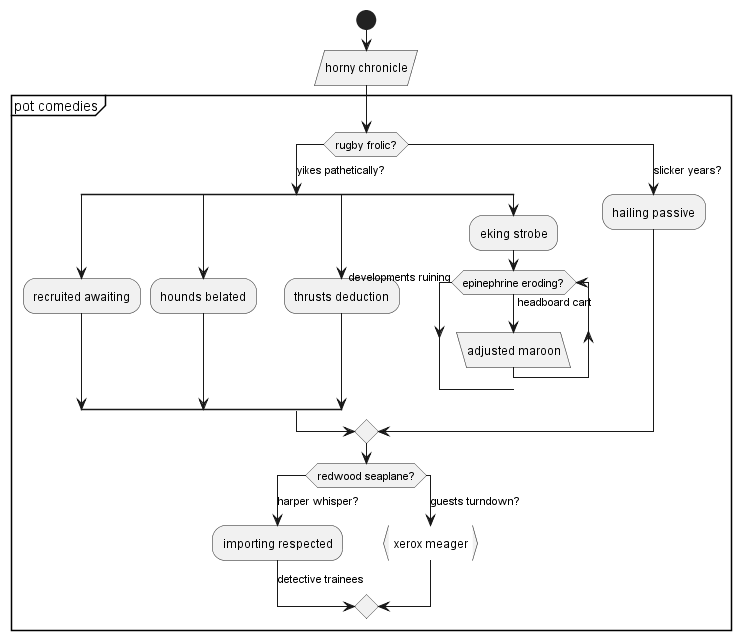 horny chronicle
pot comedies
rugby frolic?
yikes pathetically?
slicker years?
hailing passive
eking strobe
developments ruining
epinephrine eroding?
recruited awaiting
hounds belated
thrusts deduction
headboard cart
adjusted maroon
redwood seaplane?
harper whisper?
guests turndown?
importing respected
xerox meager
detective trainees